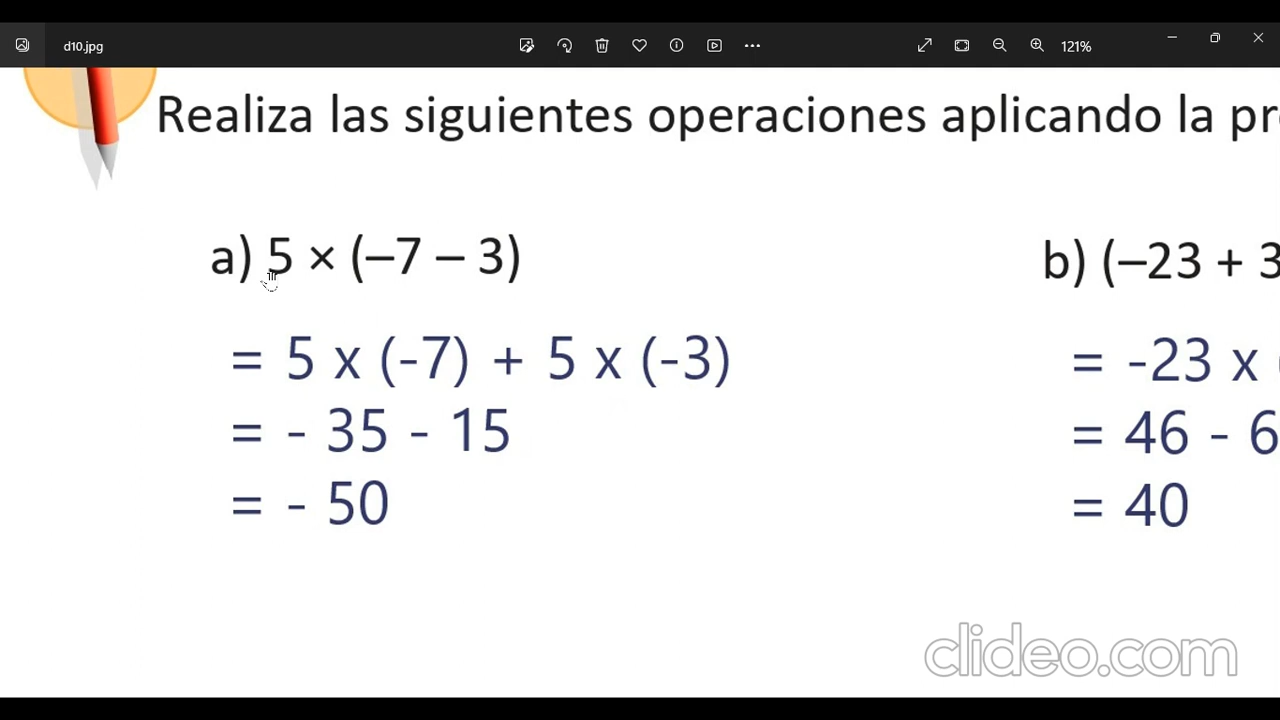 d10.jpg
121%
Realiza las siguientes operaciones aplicando la
a) 5 × (–7 – 3)
= 5 x (-7) + 5 x (-3)
= - 35 - 15
= - 50
b) (–23 + 3
= -23 x
= 46 - 6
= 40
clideo.com